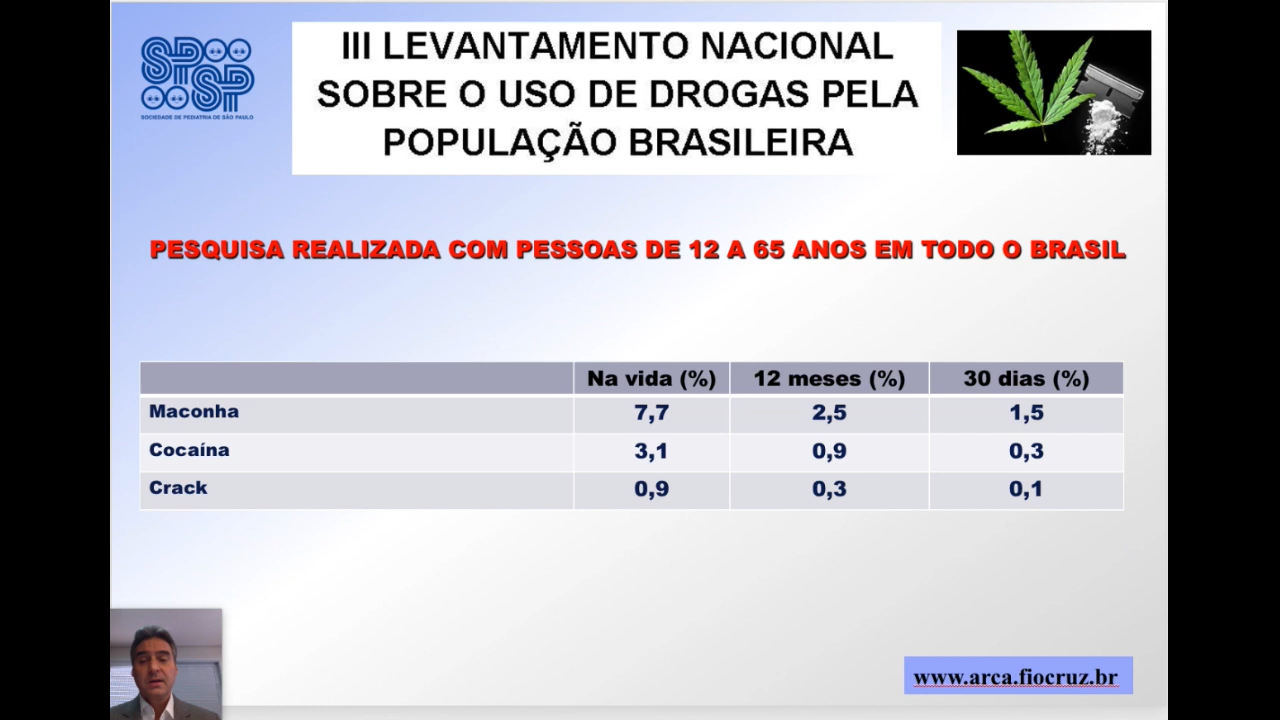 SPSP
SOCIEDADE DE PEDIATRIA DE SÃO PAULO
III LEVANTAMENTO NACIONAL
SOBRE O USO DE DROGAS PELA
POPULAÇÃO BRASILEIRA
PESQUISA REALIZADA COM PESSOAS DE 12 A 65 ANOS EM TODO O BRASIL
Na vida (%) 12 meses (%) 30 dias (%)
Maconha 7,7 2,5 1,5
Cocaína 3,1 0,9 0,3
Crack 0,9 0,3 0,1
www.arca.fiocruz.br